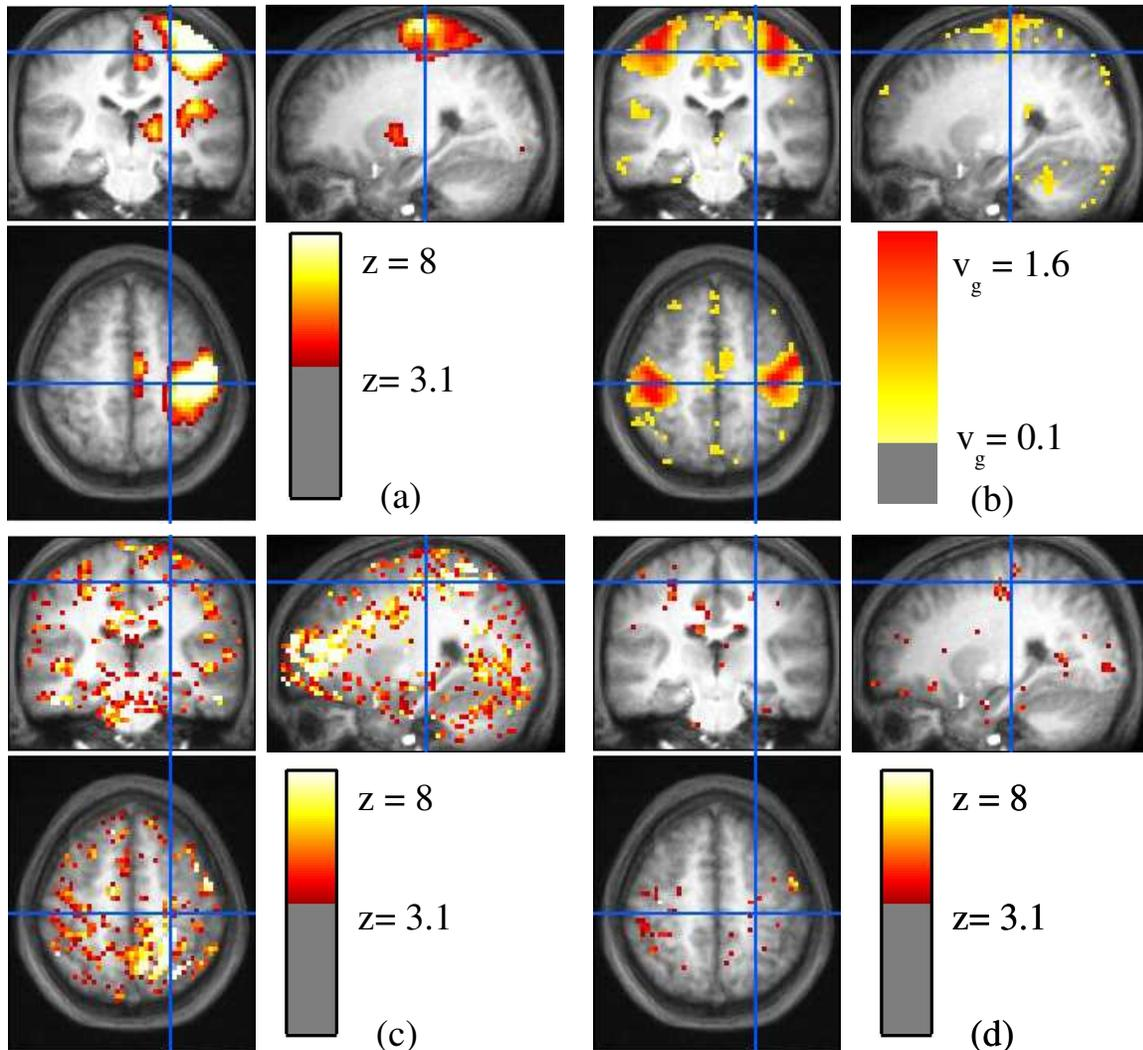 z = 8
z= 3.1
(a)
v_g = 1.6
v_g= 0.1
(b)
z = 8
z= 3.1
(c)
z = 8
z= 3.1
(d)